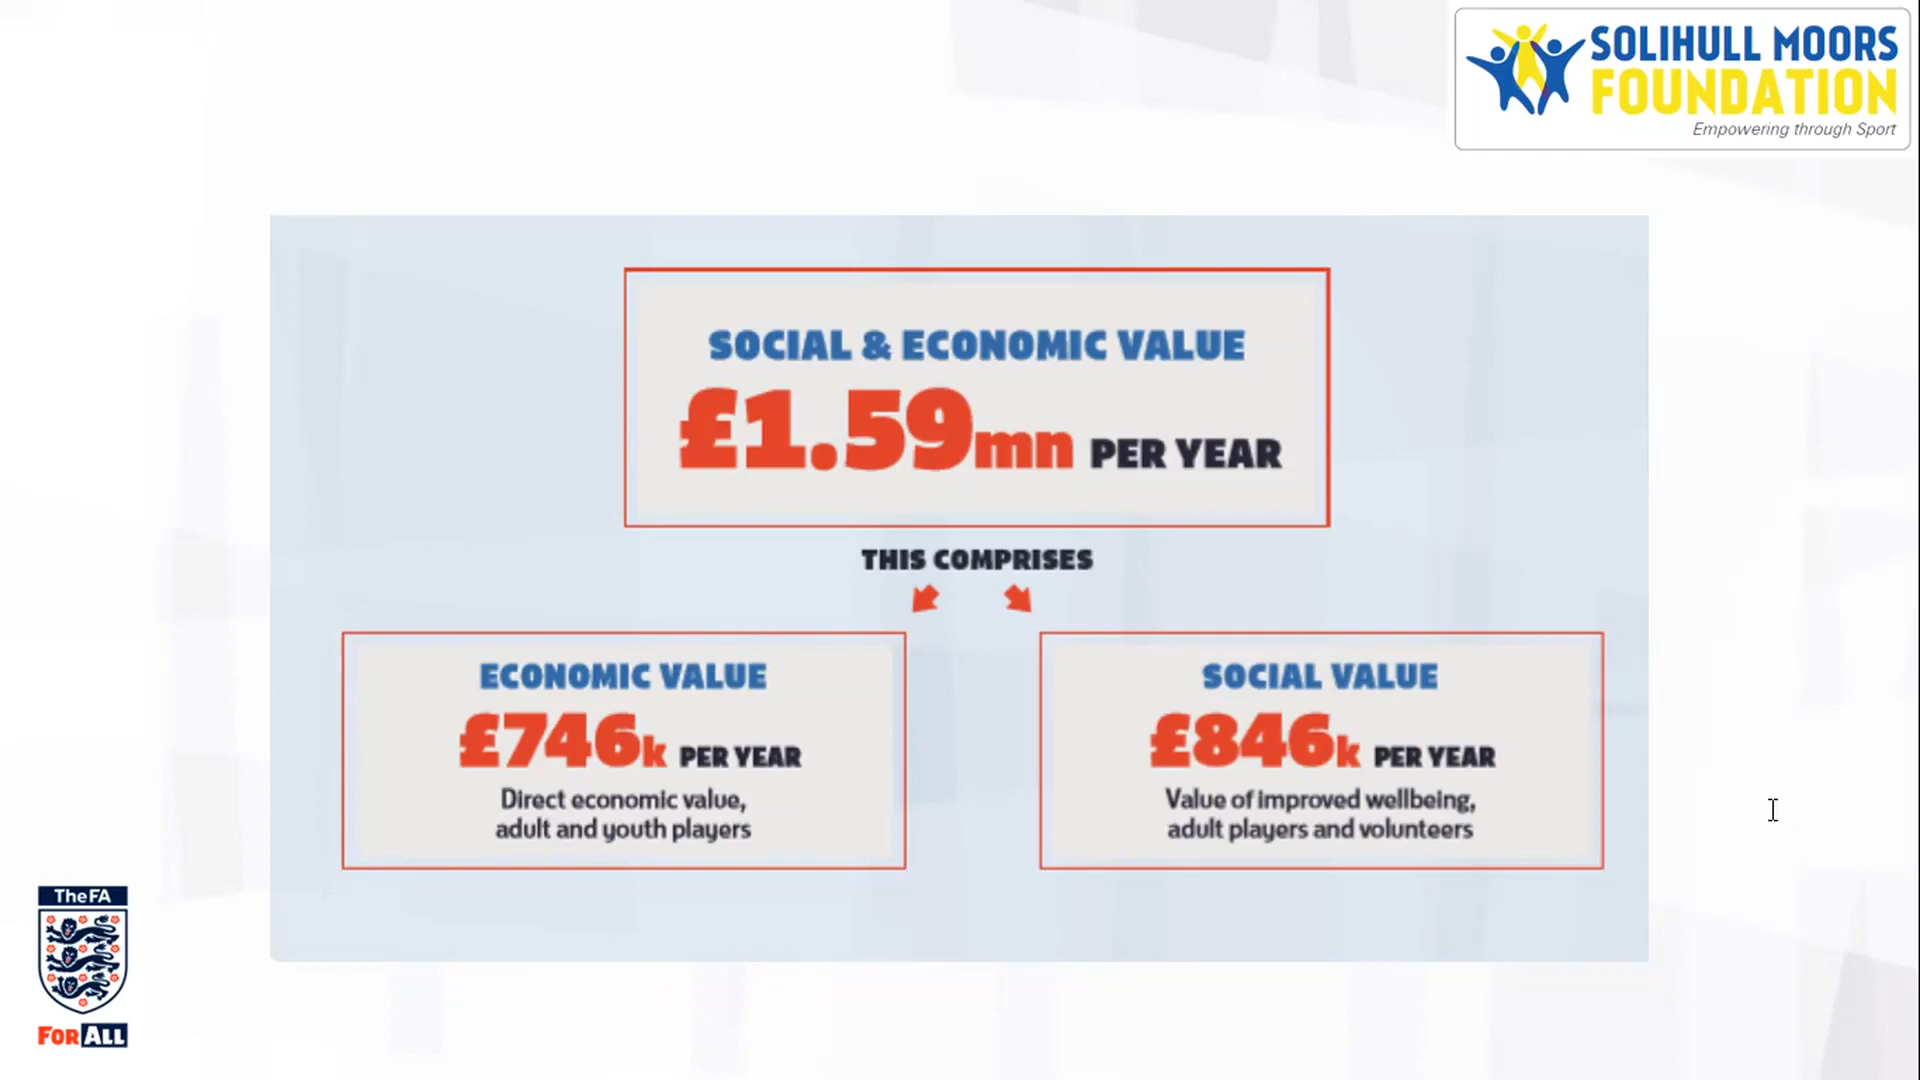 SOLIHULL MOORS
FOUNDATION
Empowering through Sport
SOCIAL & ECONOMIC VALUE
£1.59mn PER YEAR
THIS COMPRISES
ECONOMIC VALUE
£746k PER YEAR
Direct economic value,
adult and youth players
SOCIAL VALUE
£846k PER YEAR
Value of improved wellbeing,
adult players and volunteers
The FA
FOR ALL